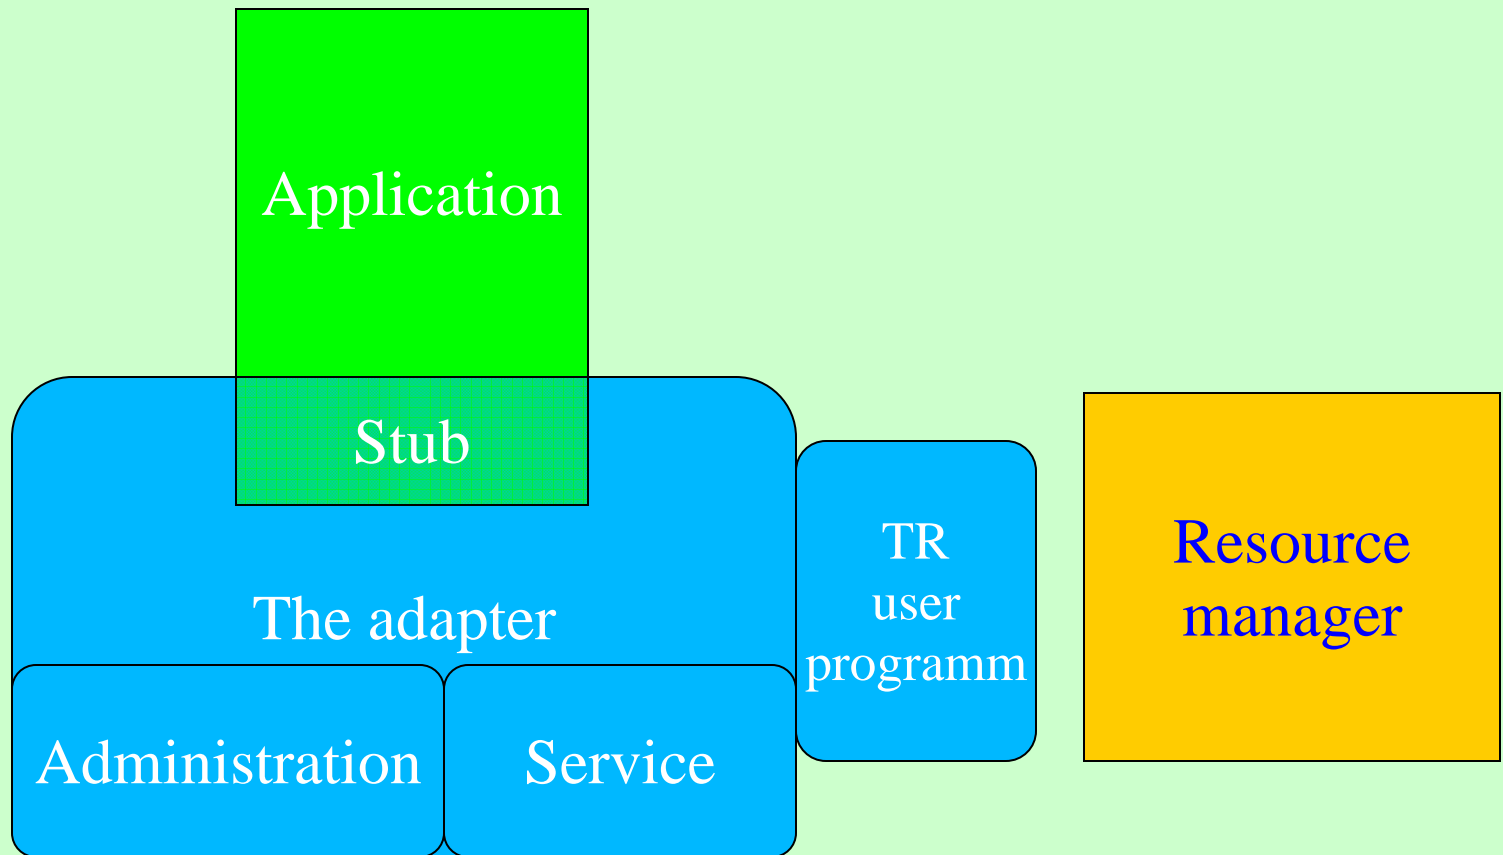 Application
Stub
The adapter
Administration
Service
TR
user
programm
Resource
manager